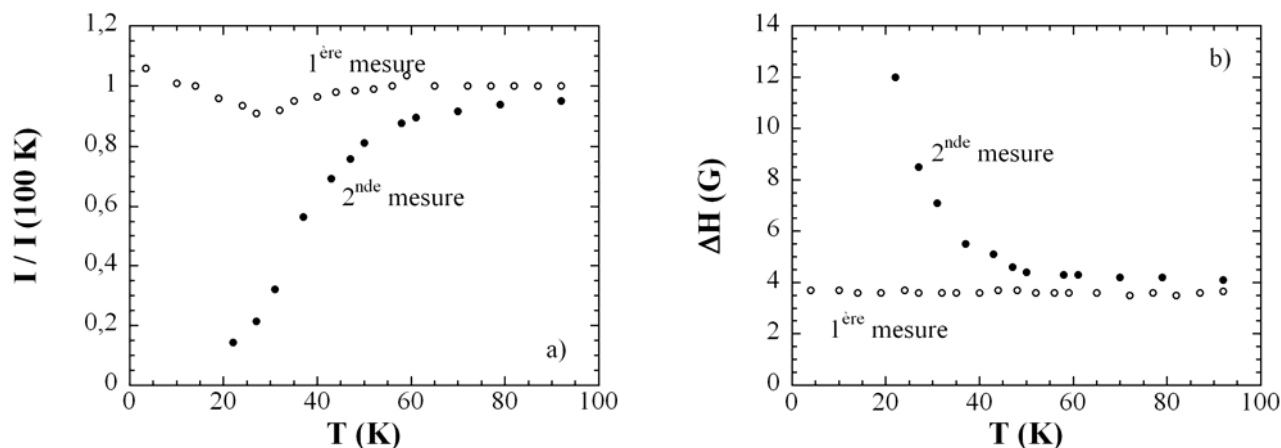 1,2
1
0,8
0,6
0,4
0,2
0
I / I (100 K)
1ère mesure
2nde mesure
a)
0 20 40 60 80 100
T (K)
14
12
10
8
6
4
2
0
ΔH (G)
b)
2nde mesure
1ère mesure
0 20 40 60 80 100
T (K)